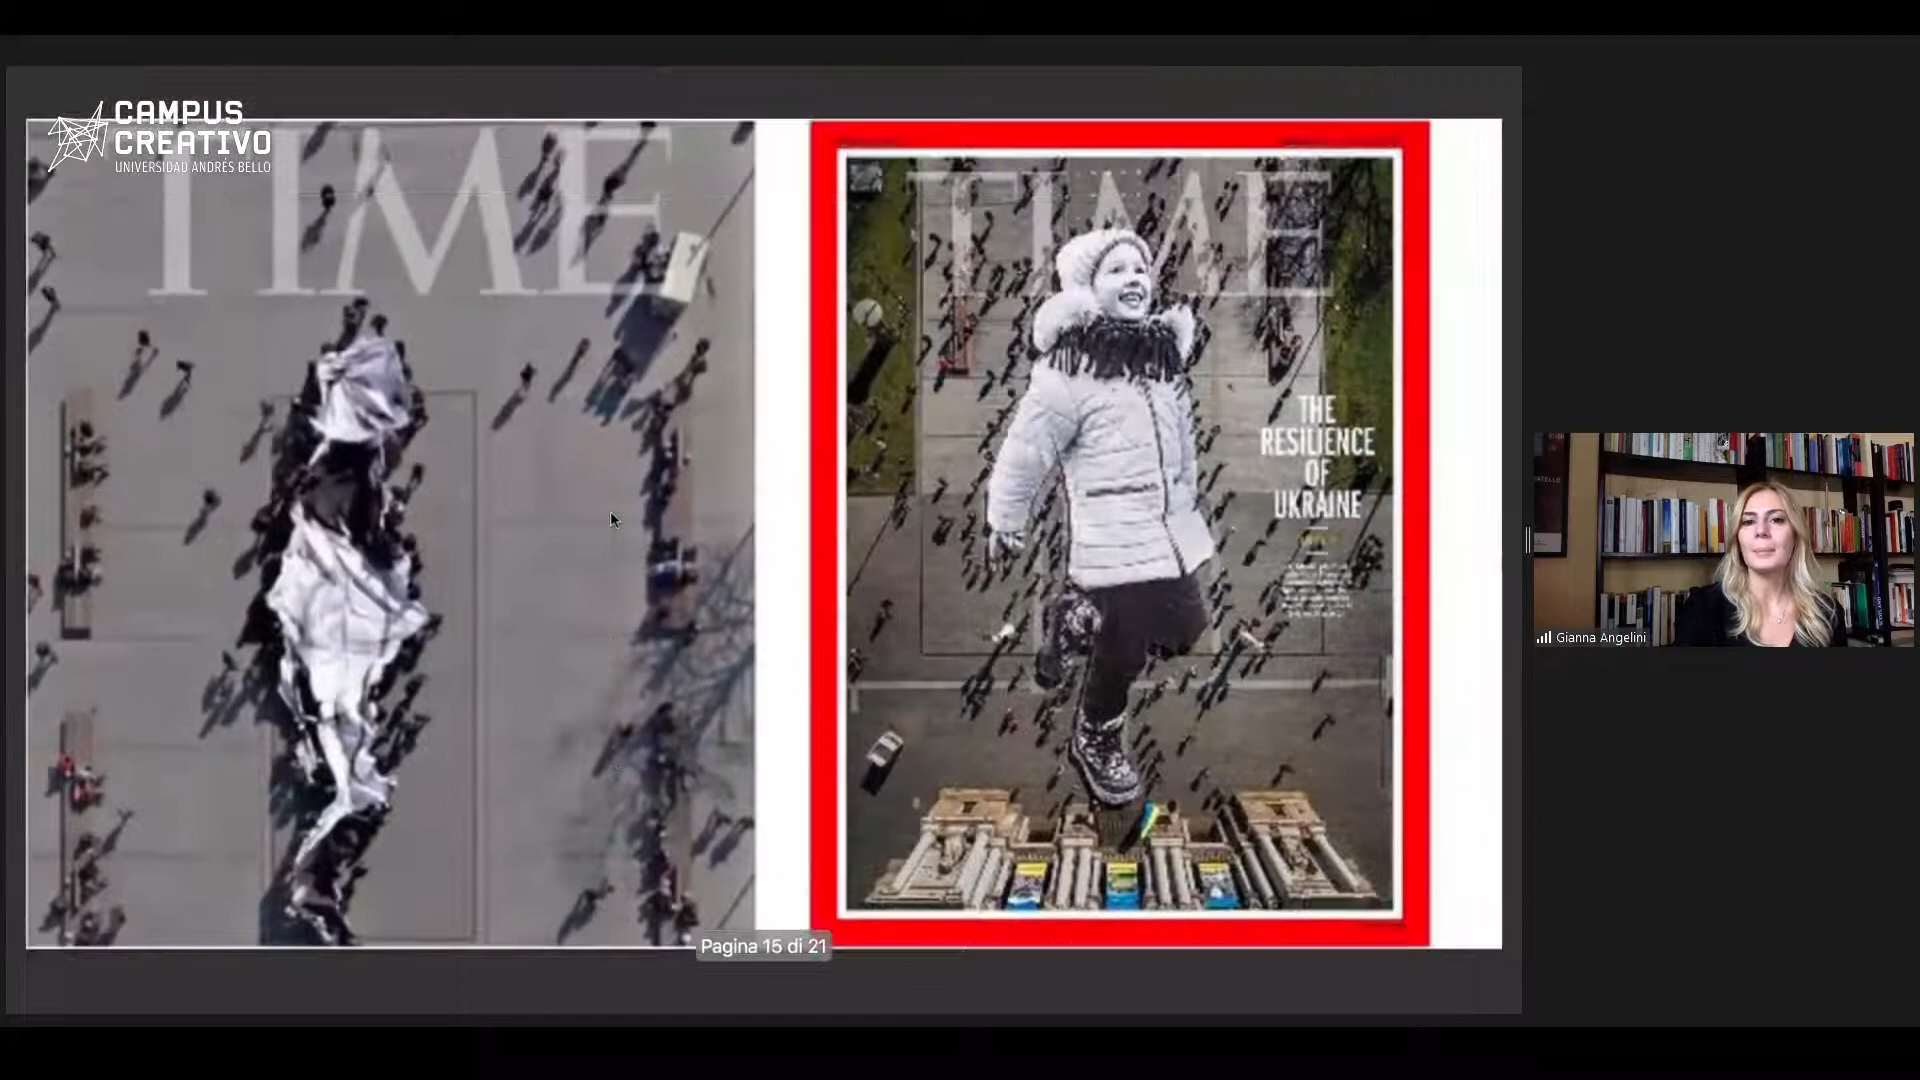 CAMPUS
CREATIVO
UNIVERSIDAD ANDRÉS BELLO
TIME
TIME
THE
RESILIENCE
OF
UKRAINE
Pagina 15 di 21
Gianna Angelini